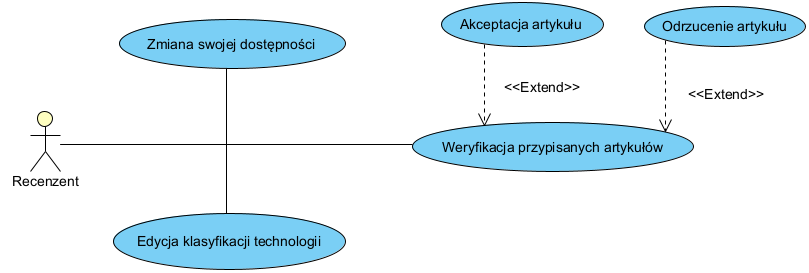 Akceptacja artykułu
Odrzucenie artykułu
Zmiana swojej dostępności
<<Extend>>
<<Extend>>
Weryfikacja przypisanych artykułów
Recenzent
Edycja klasyfikacji technologii